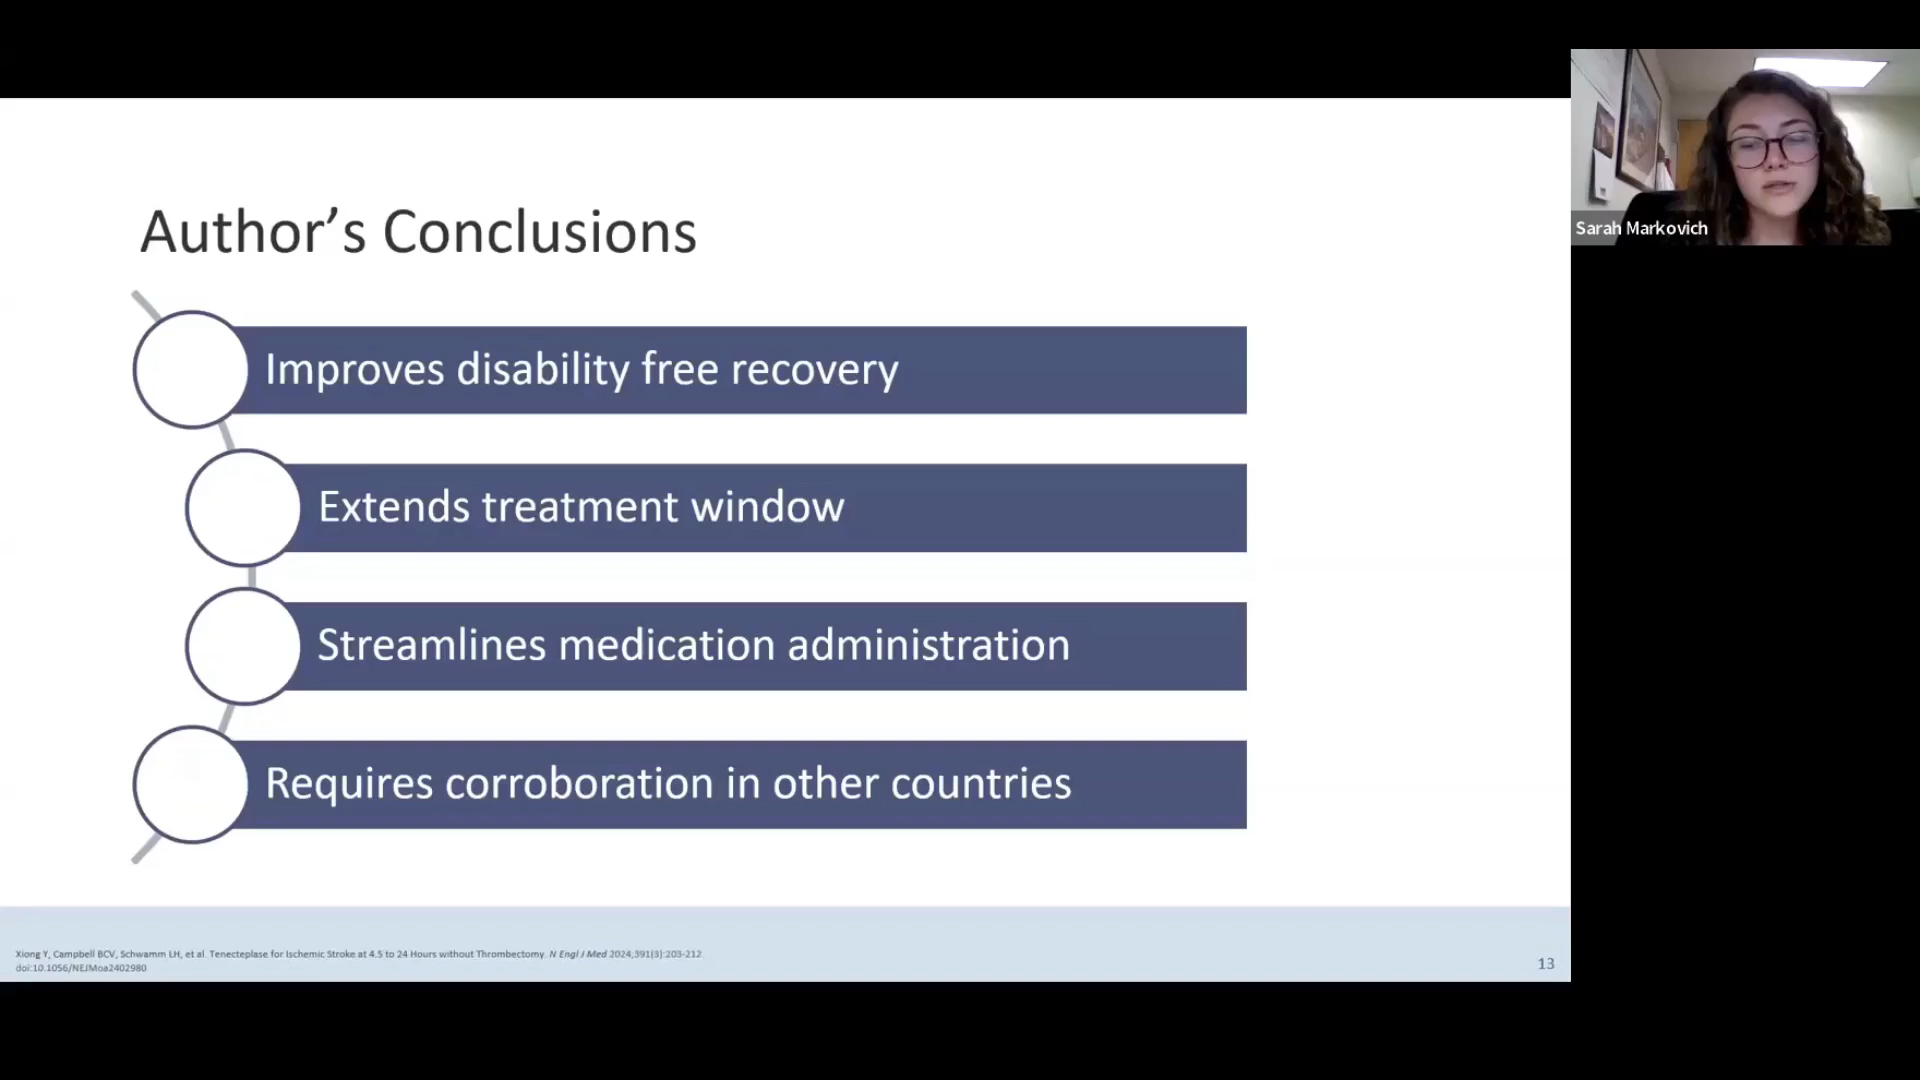 Author’s Conclusions
Improves disability free recovery
Extends treatment window
Streamlines medication administration
Requires corroboration in other countries
Xiong Y, Campbell BCV, Schwamm LH, et al. Tenecteplase for Ischemic Stroke at 4.5 to 24 Hours without Thrombectomy. N Engl J Med 2024;391(3):203-212.
doi:10.1056/NEJMoa2402980
13
Sarah Markovich